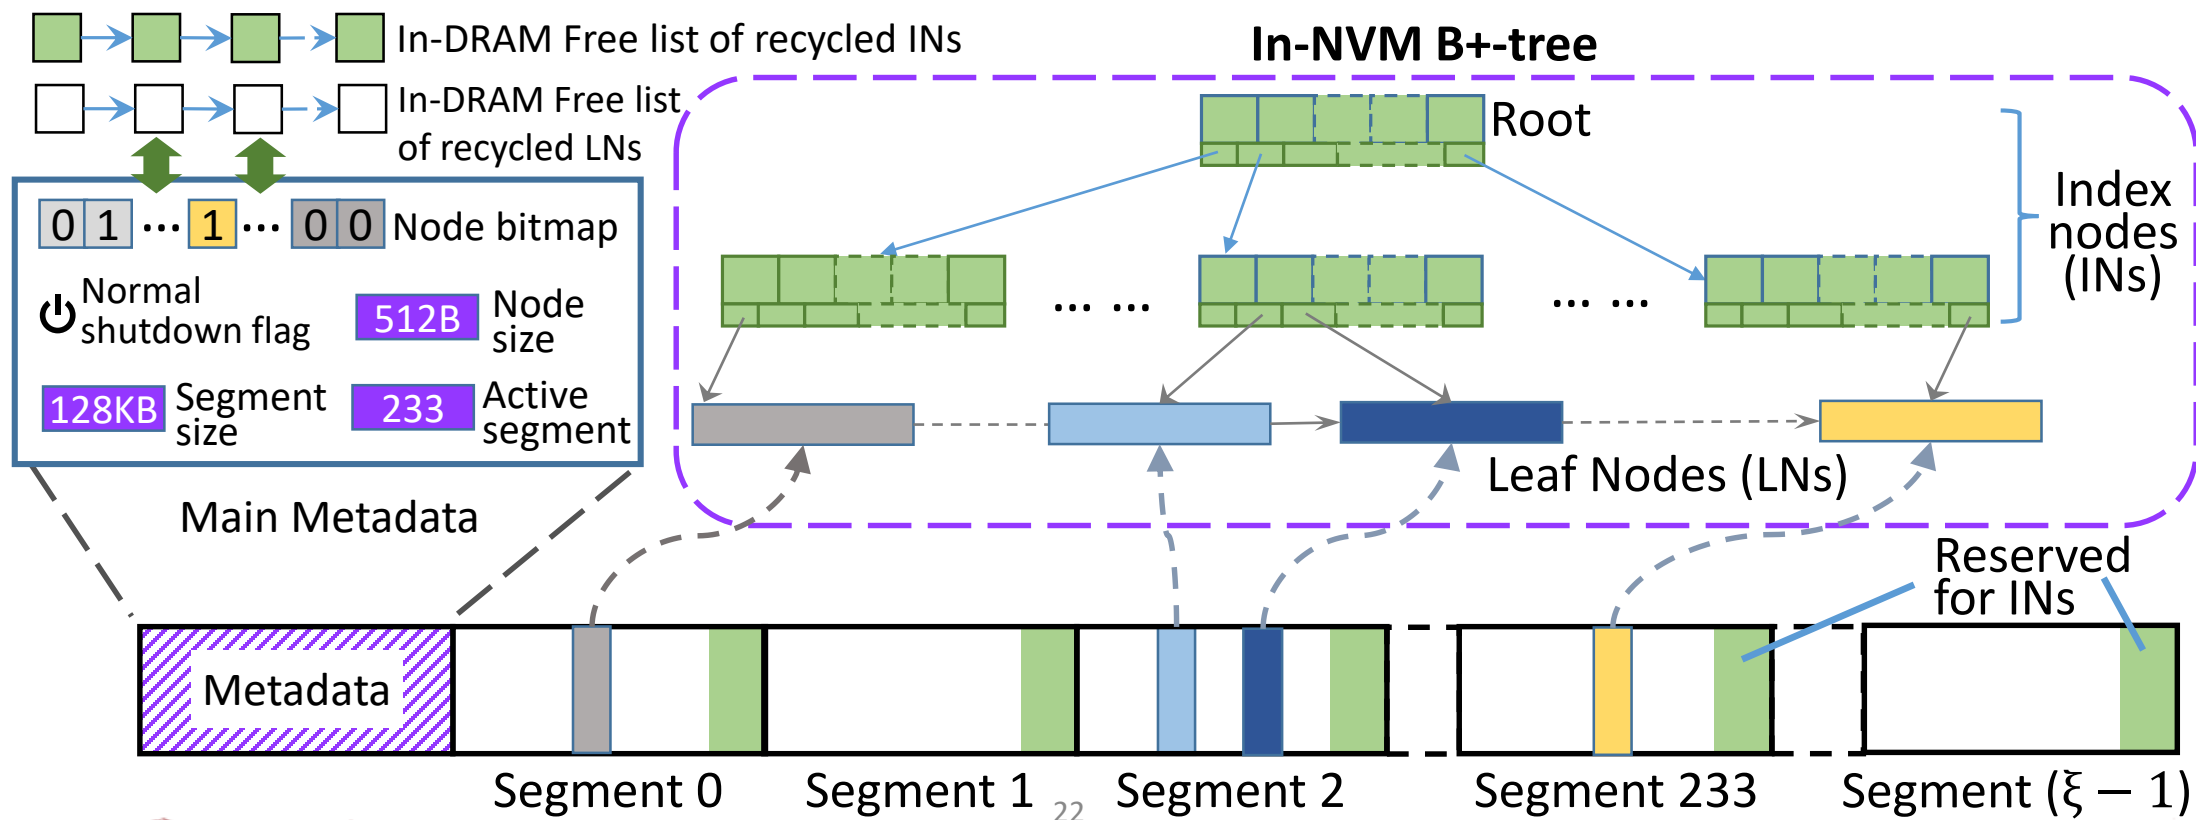 In-DRAM Free list of recycled INs
In-DRAM Free list
of recycled LNs
0 1 ... 1 ... 0 0 Node bitmap
Normal
shutdown flag
512B Node
size
128KB Segment
size
233 Active
segment
Main Metadata
In-NVM B+-tree
Root
... ...
... ...
Index
nodes
(INs)
Leaf Nodes (LNs)
Reserved
for INs
Metadata
Segment 0
Segment 1
Segment 2
Segment 233
Segment (ξ − 1)
22